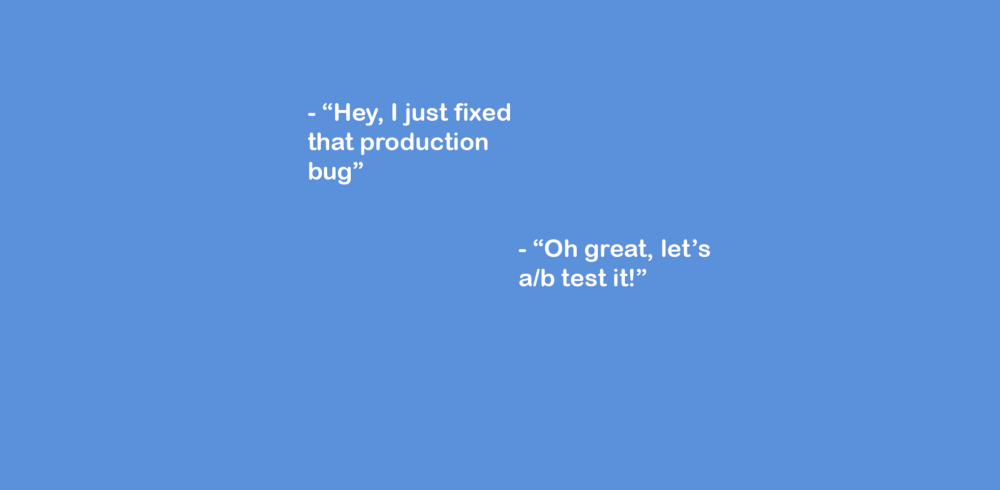 - “Hey, I just fixed
that production
bug”
- “Oh great, let’s
a/b test it!”